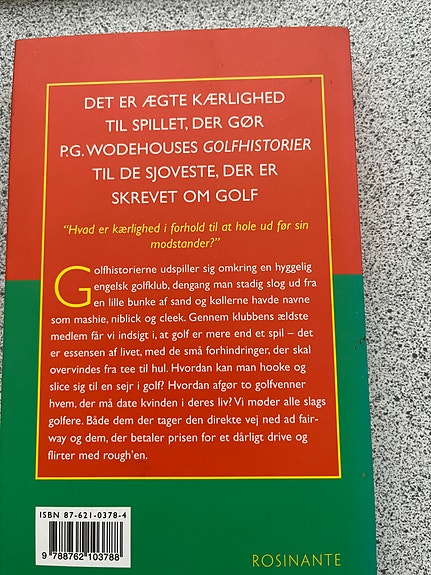 DET ER ÆGTE KÆRLIGHED
TIL SPILLET, DER GØR
P.G. WODEHOUSES GOLFHISTORIER
TIL DE SJOVESTE, DER ER
SKREVET OM GOLF
"Hvad er kærlighed i forhold til at hole ud før sin
modstander?"
Golfhistorierne udspiller sig omkring en hyggelig
engelsk golfklub, dengang man stadig slog ud fra
en lille bunke af sand og køllerne havde navne
som mashie, niblick og cleek. Gennem klubbens ældste
medlem får vi indsigt i, at golf er mere end et spil – det
er essensen af livet, med de små forhindringer, der skal
overvindes fra tee til hul. Hvordan kan man hooke og
slice sig til en sejr i golf? Hvordan afgør to golfvenner
hvem, der må date kvinden i deres liv? Vi møder alle slags
golfere. Både dem der tager den direkte vej ned ad fair-
way og dem, der betaler prisen for et dårligt drive og
flirter med rough'en.
ISBN 87-621-0378-4
9 788762 103788
ROSINANTE